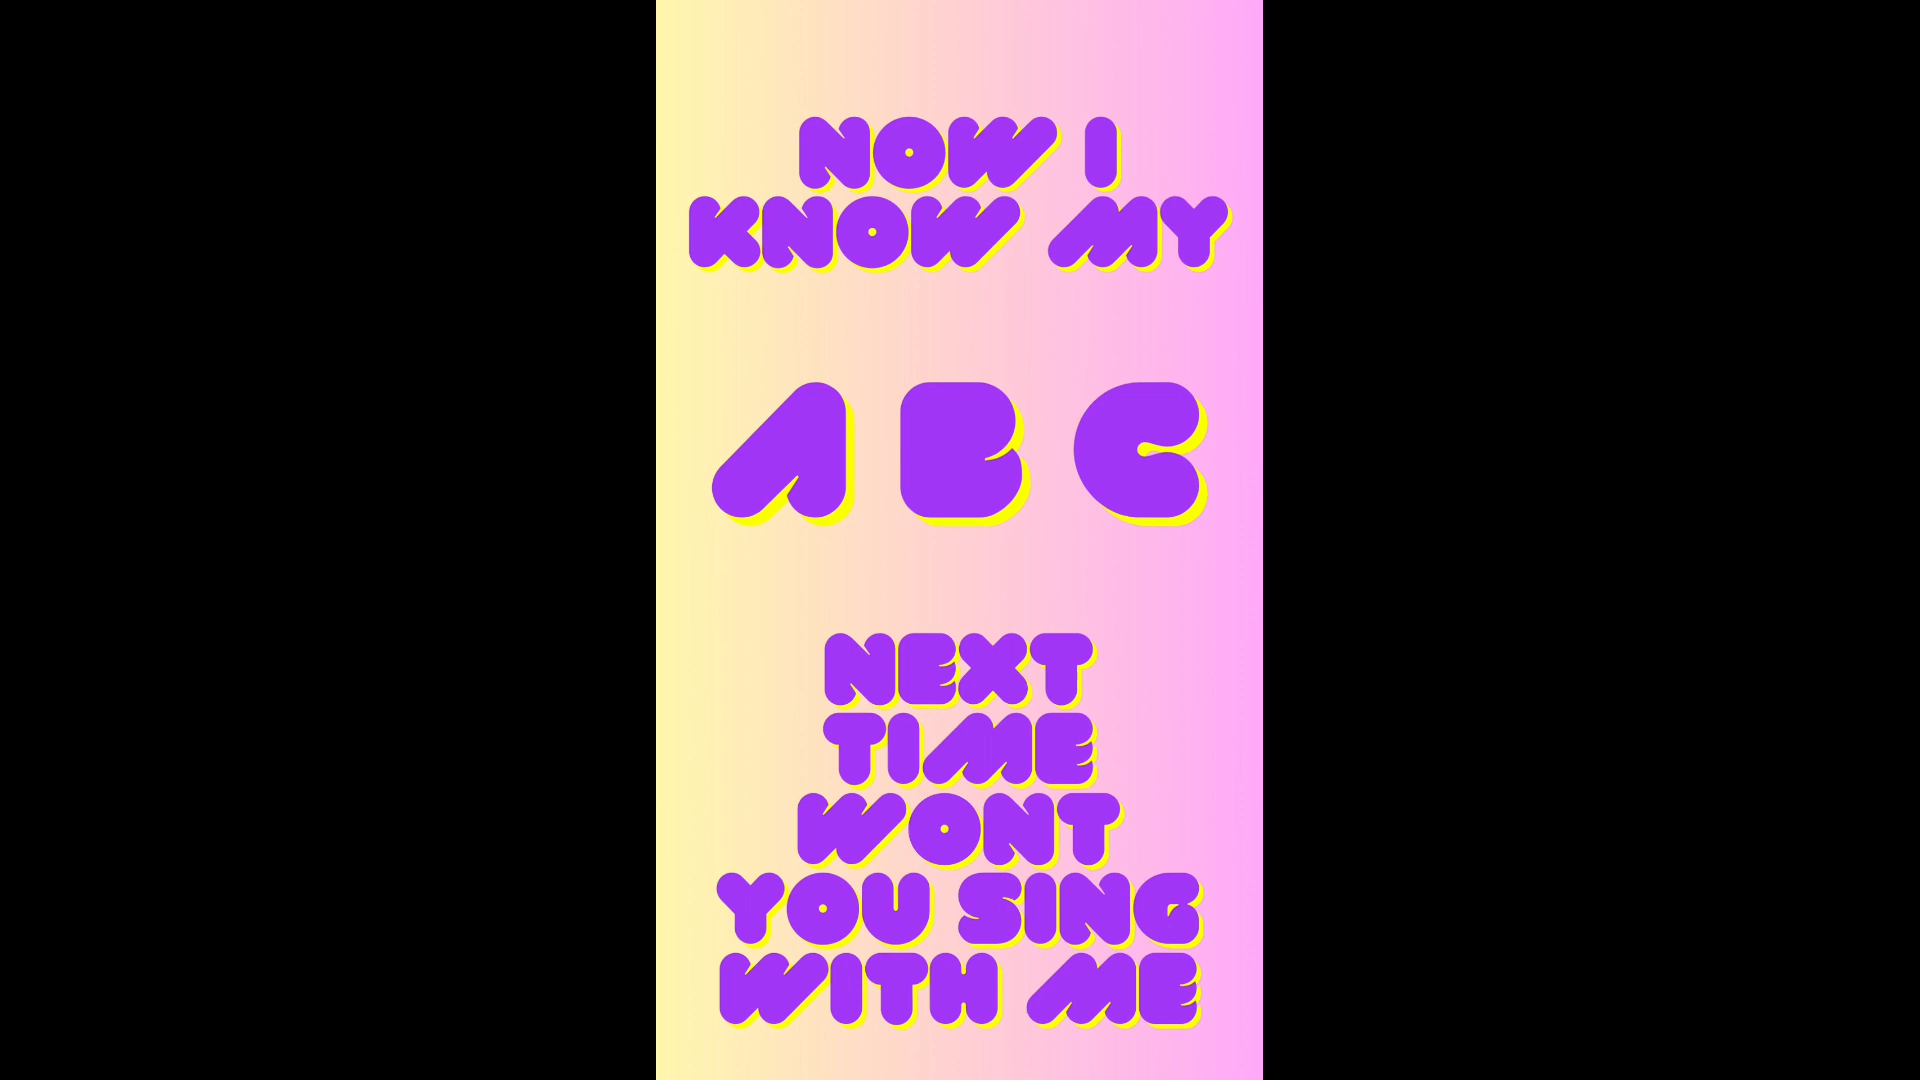 NOW I
KNOW MY
A B C
NEXT
TIME
WONT
YOU SING
WITH ME